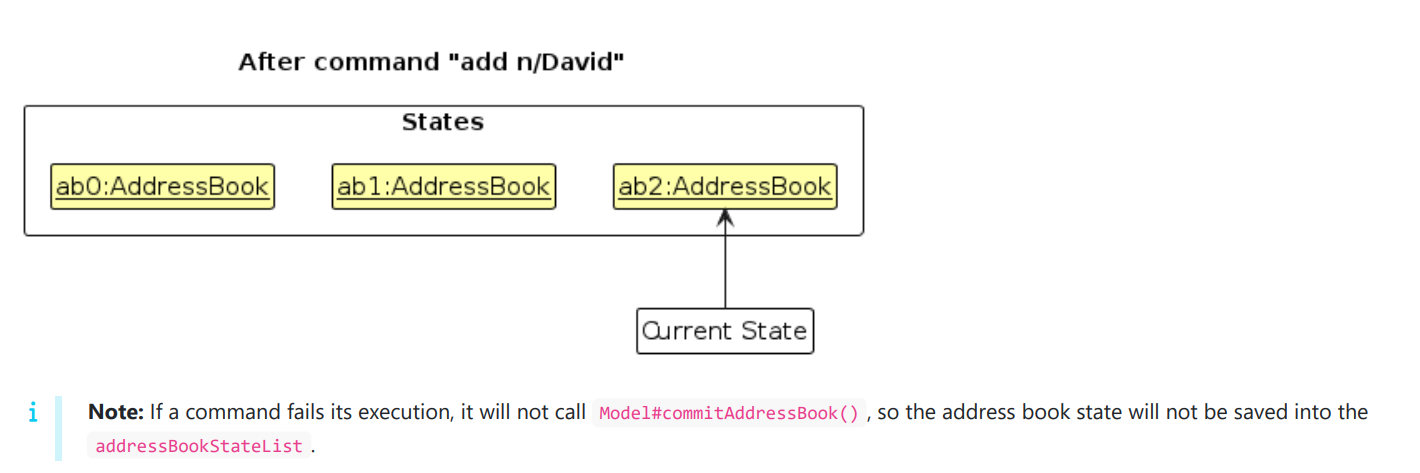 After command "add n/David"
States
ab0:AddressBook
ab1:AddressBook
ab2:AddressBook
Current State
i
Note: If a command fails its execution, it will not call Model#commitAddressBook(), so the address book state will not be saved into the
addressBookStateList.